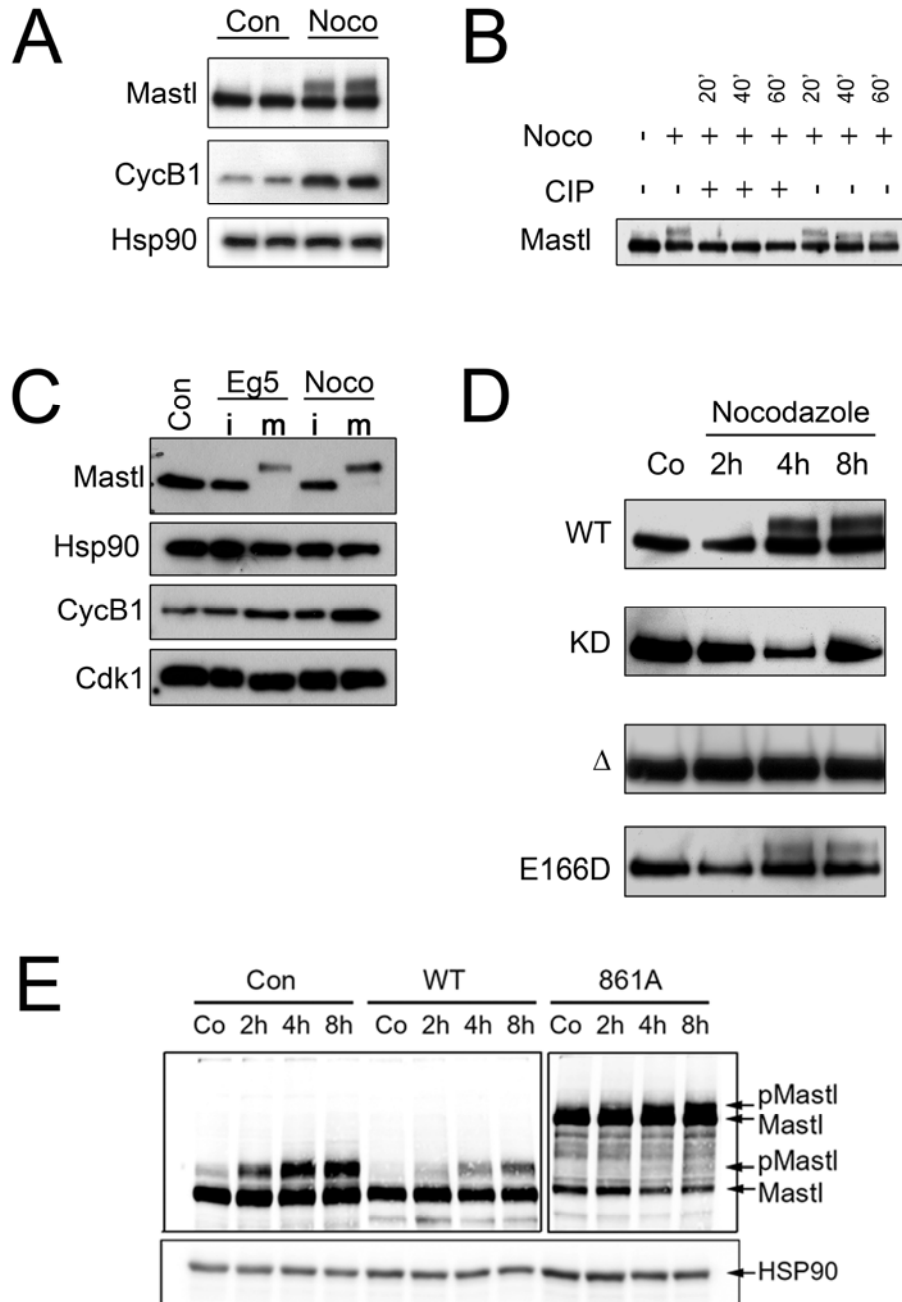 A
Con Noco
Mastl
CycB1
Hsp90
B
20' 40' 60' 20' 40' 60'
Noco - + + + + + + +
CIP - - + + + - - -
Mastl
C
Con Eg5 Noco
i m i m
Mastl
Hsp90
CycB1
Cdk1
D
Nocodazole
Co 2h 4h 8h
WT
KD
Δ
E166D
E
Con WT 861A
Co 2h 4h 8h Co 2h 4h 8h Co 2h 4h 8h
pMastl
Mastl
pMastl
Mastl
HSP90